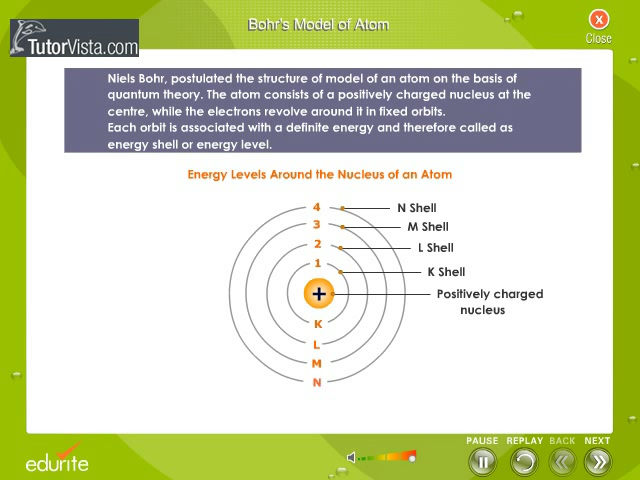 Bohr's Model of Atom
TutorVista.com
Close
Niels Bohr, postulated the structure of model of an atom on the basis of
quantum theory. The atom consists of a positively charged nucleus at the
centre, while the electrons revolve around it in fixed orbits.
Each orbit is associated with a definite energy and therefore called as
energy shell or energy level.
Energy Levels Around the Nucleus of an Atom
4 N Shell
3 M Shell
2 L Shell
1 K Shell
+ Positively charged
nucleus
K
L
M
N
PAUSE REPLAY BACK NEXT
edurite